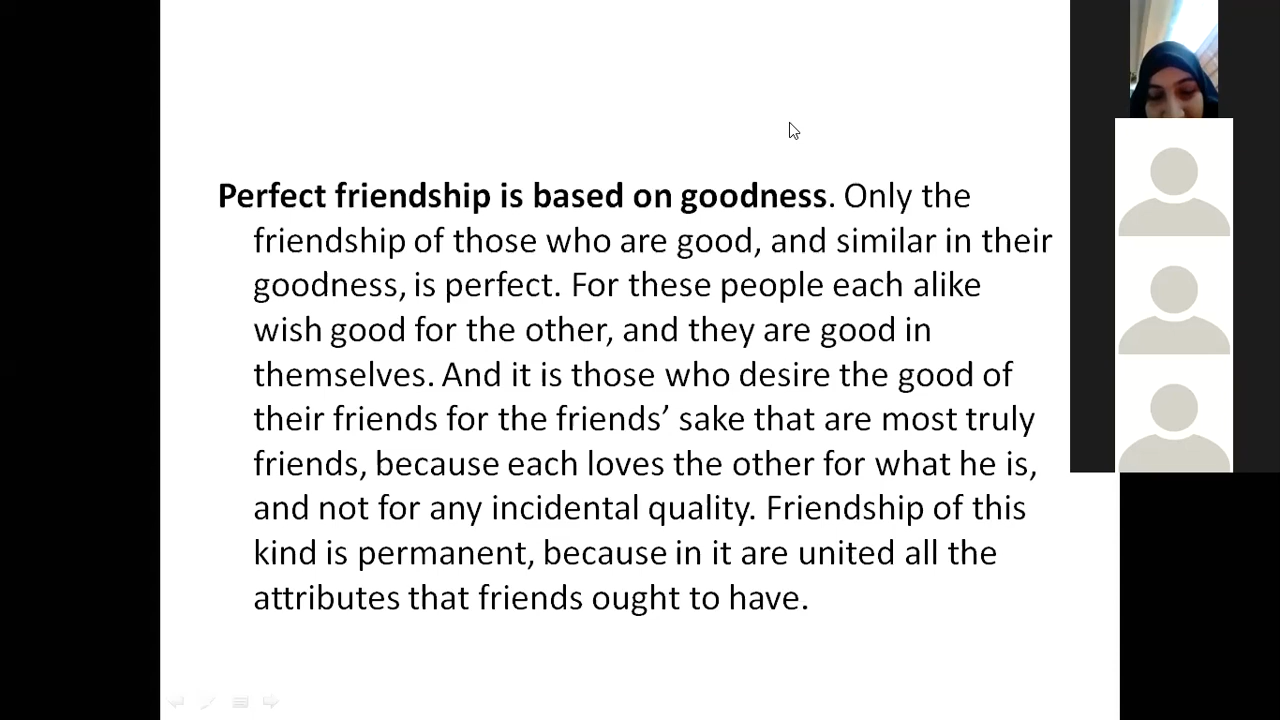 Perfect friendship is based on goodness. Only the
friendship of those who are good, and similar in their
goodness, is perfect. For these people each alike
wish good for the other, and they are good in
themselves. And it is those who desire the good of
their friends for the friends’ sake that are most truly
friends, because each loves the other for what he is,
and not for any incidental quality. Friendship of this
kind is permanent, because in it are united all the
attributes that friends ought to have.